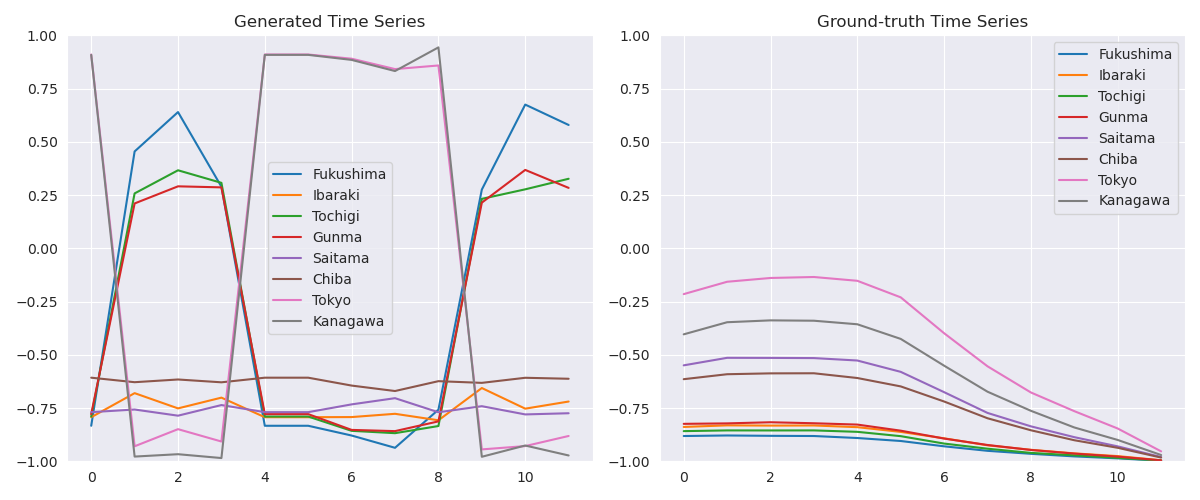 Generated Time Series
1.00
0.75
0.50
0.25
0.00
−0.25
−0.50
−0.75
−1.00
0
2
4
6
8
10
Fukushima
Ibaraki
Tochigi
Gunma
Saitama
Chiba
Tokyo
Kanagawa
Ground-truth Time Series
1.00
0.75
0.50
0.25
0.00
−0.25
−0.50
−0.75
−1.00
0
2
4
6
8
10
Fukushima
Ibaraki
Tochigi
Gunma
Saitama
Chiba
Tokyo
Kanagawa